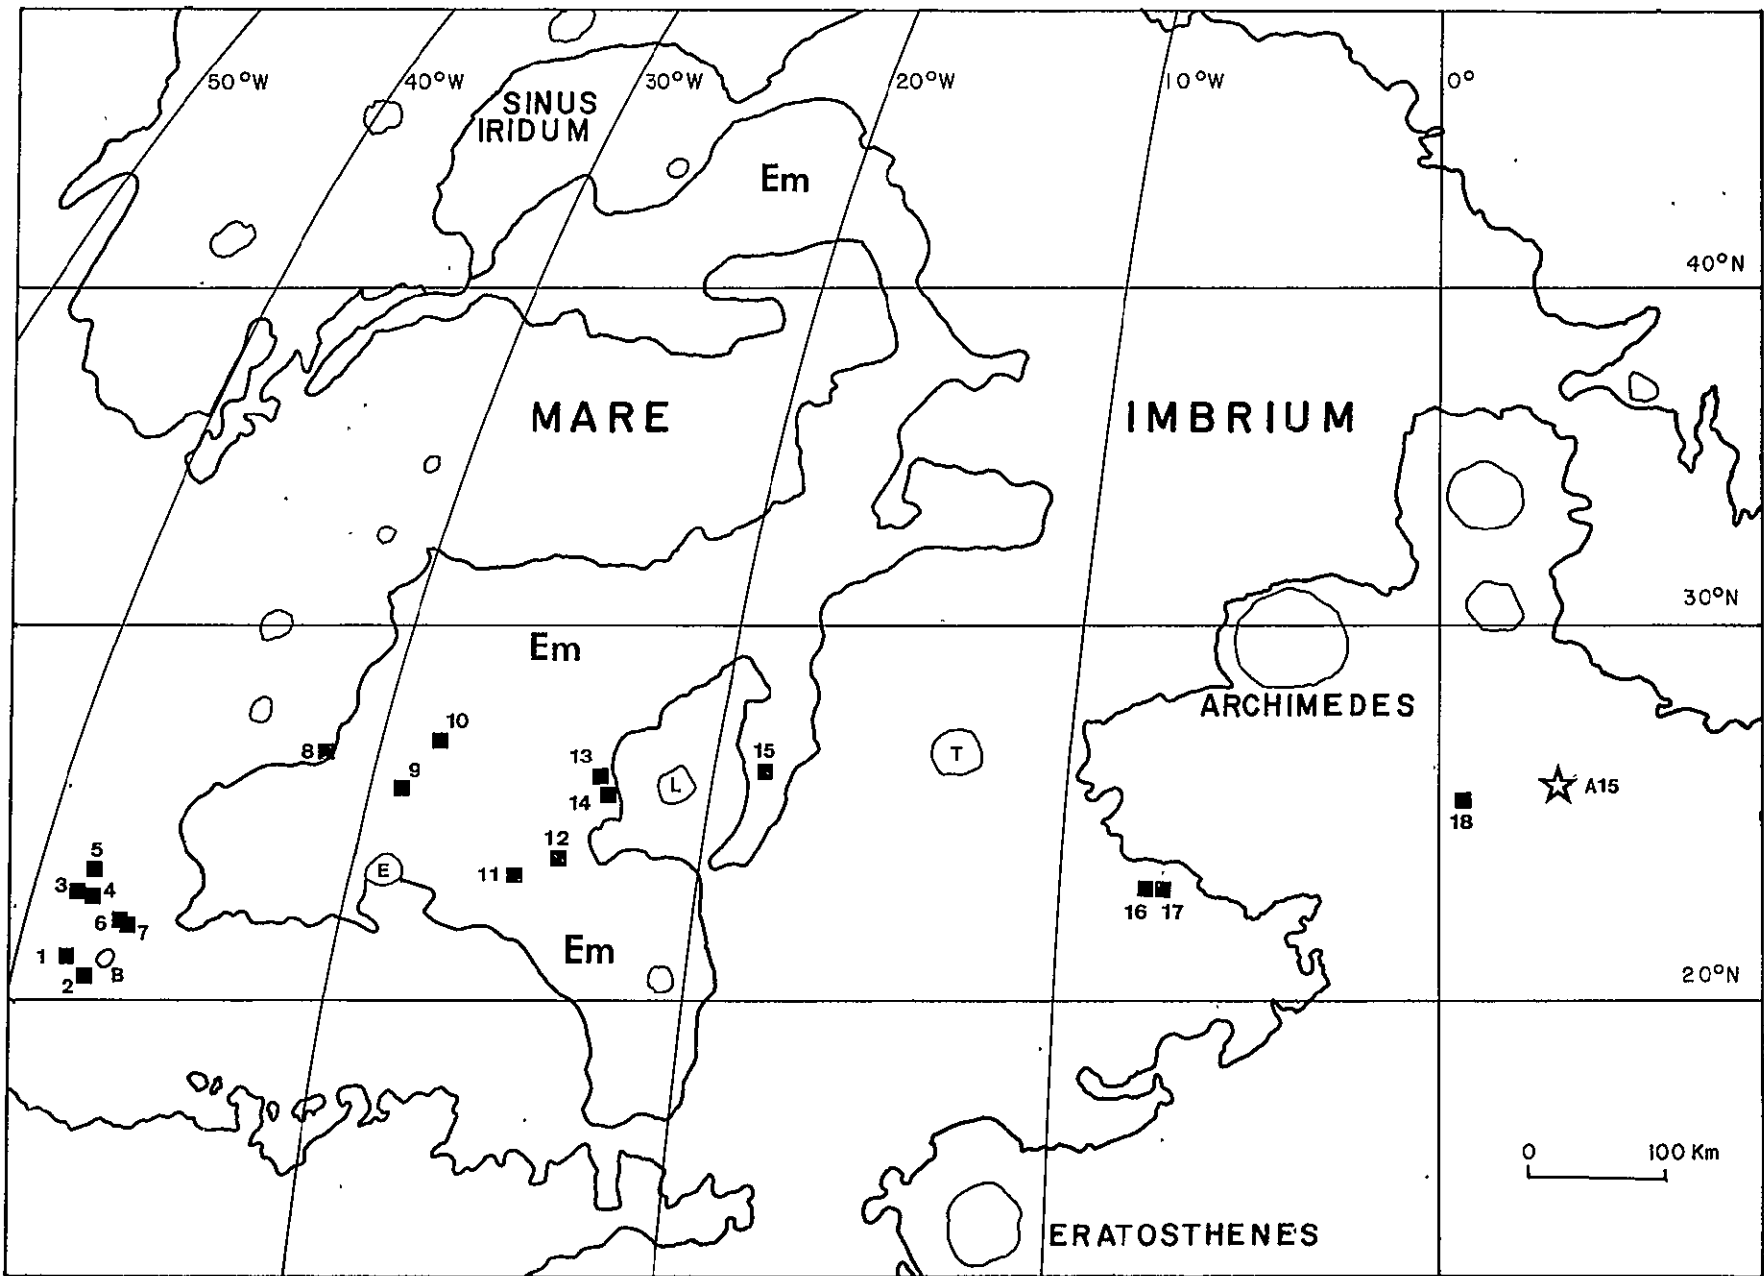 50°W
40°W
30°W
20°W
10°W
0°
SINUS
IRIDUM
Em
40°N
MARE
IMBRIUM
30°N
Em
ARCHIMEDES
10
8
9
13
14
L
15
T
A15
18
12
11
E
5
3
4
6
7
16
17
1
2
B
Em
20°N
0
100 Km
ERATOSTHENES